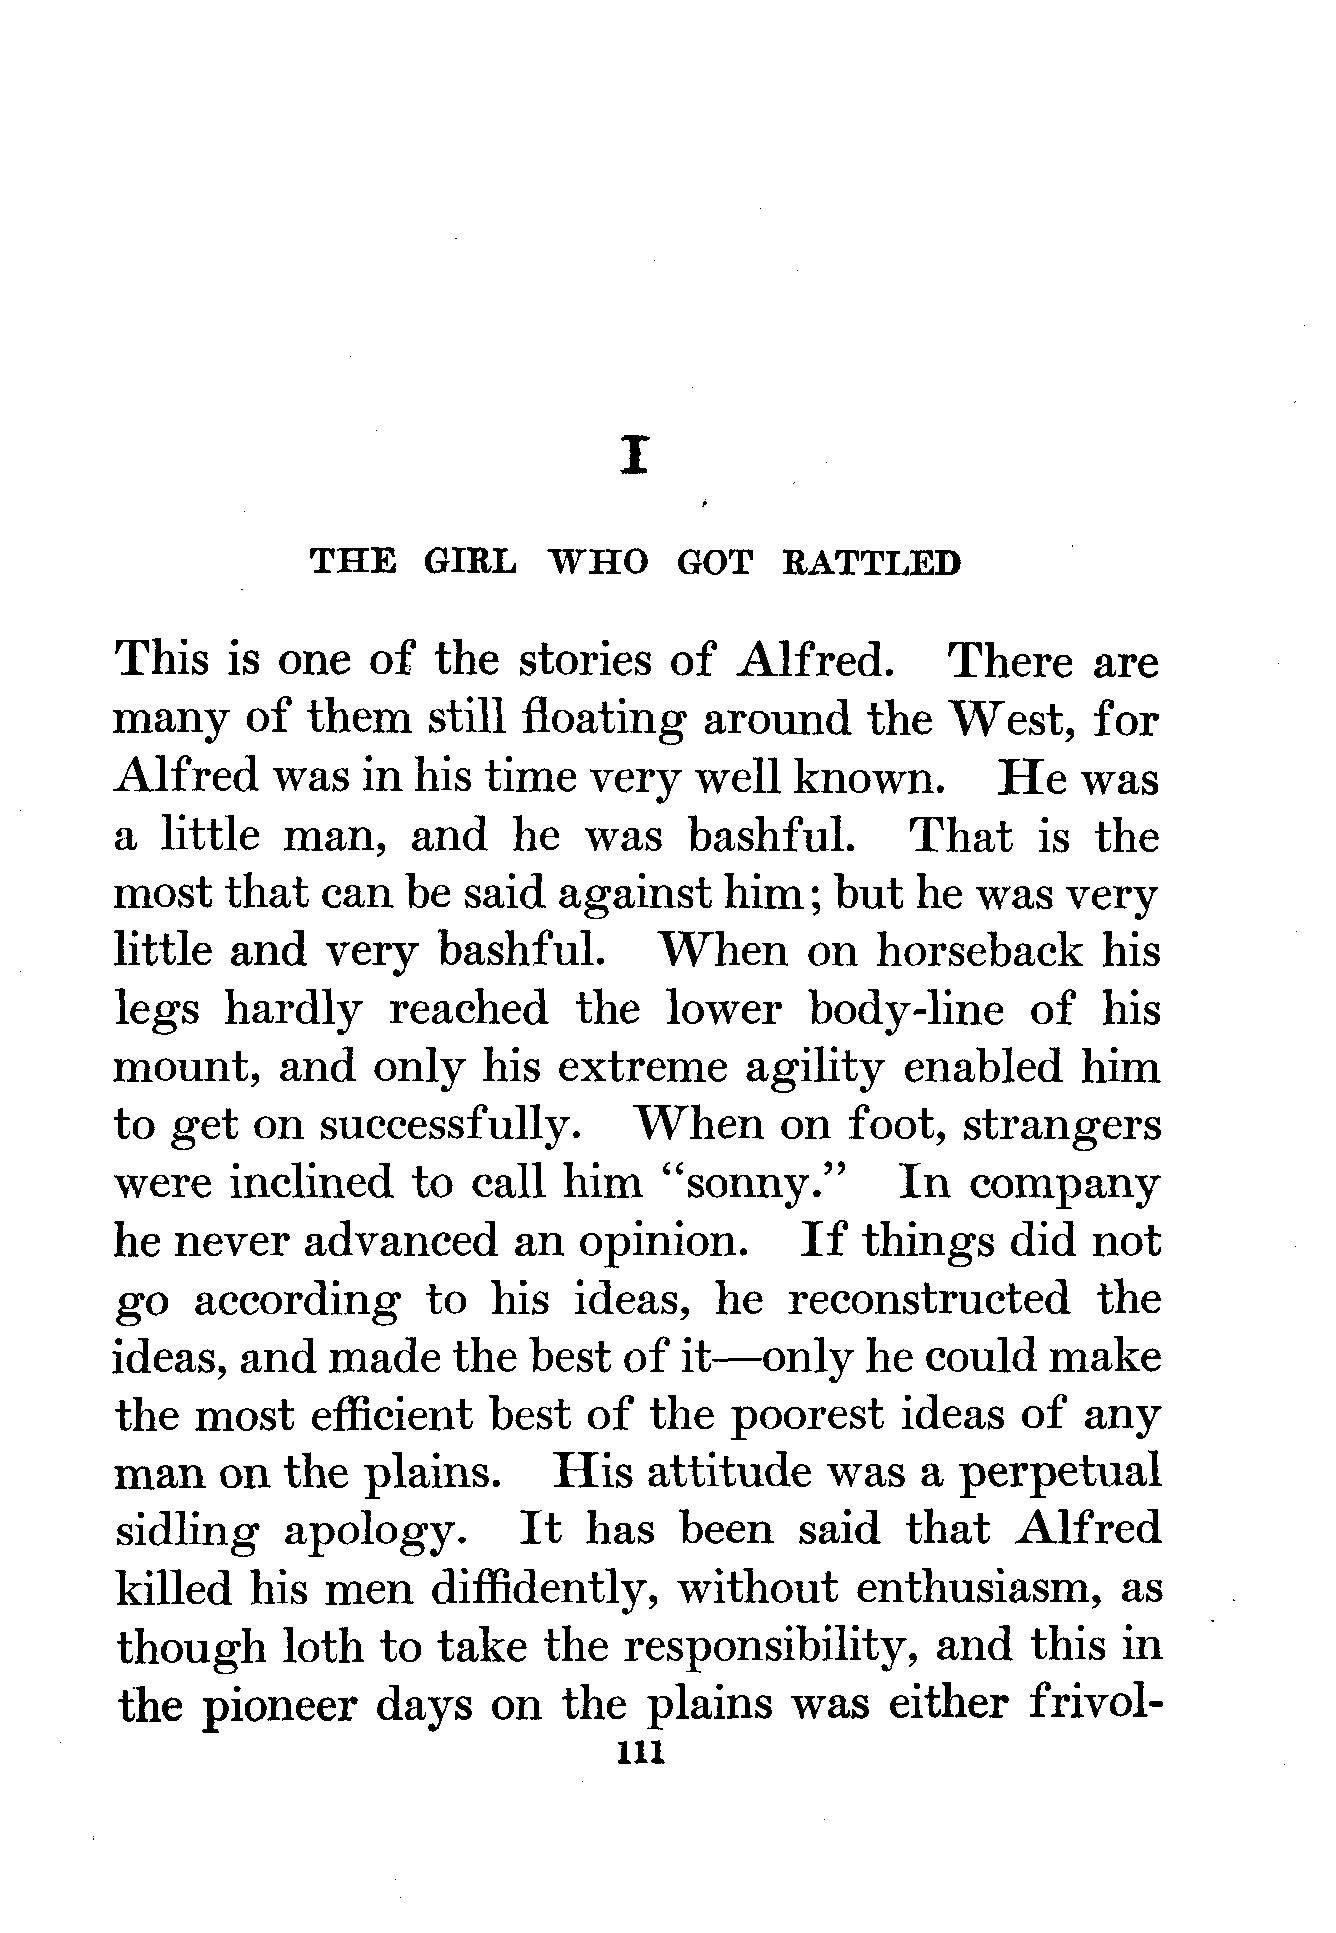 I
THE GIRL WHO GOT RATTLED
This is one of the stories of Alfred. There are
many of them still floating around the West, for
Alfred was in his time very well known. He was
a little man, and he was bashful. That is the
most that can be said against him; but he was very
little and very bashful. When on horseback his
legs hardly reached the lower body-line of his
mount, and only his extreme agility enabled him
to get on successfully. When on foot, strangers
were inclined to call him “sonny.” In company
he never advanced an opinion. If things did not
go according to his ideas, he reconstructed the
ideas, and made the best of it—only he could make
the most efficient best of the poorest ideas of any
man on the plains. His attitude was a perpetual
sidling apology. It has been said that Alfred
killed his men diffidently, without enthusiasm, as
though loth to take the responsibility, and this in
the pioneer days on the plains was either frivol-
111